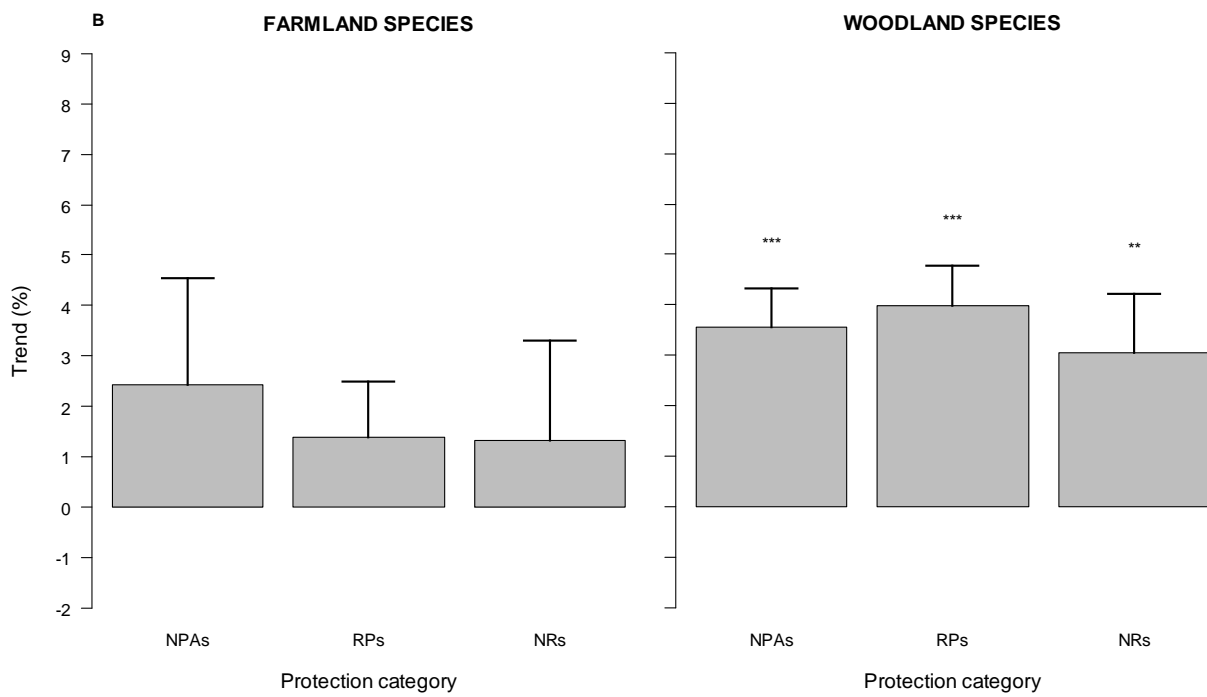 B
FARMLAND SPECIES
WOODLAND SPECIES
Trend (%)
9
8
7
6
5
4
3
2
1
0
-1
-2
***
***
**
NPAs RPs NRs
NPAs RPs NRs
Protection category
Protection category